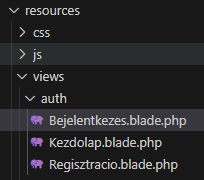 resources
css
js
views
auth
Bejelentkezes.blade.php
Kezdolap.blade.php
Regisztracio.blade.php